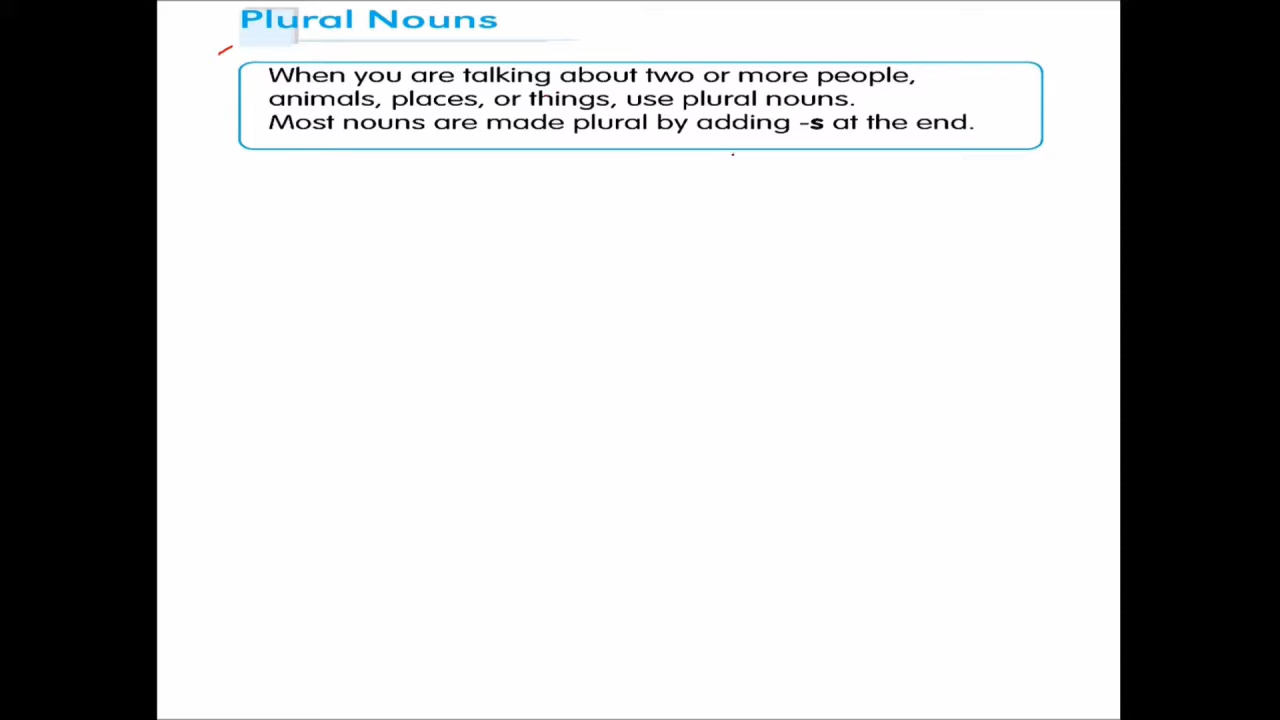 Plural Nouns
When you are talking about two or more people,
animals, places, or things, use plural nouns.
Most nouns are made plural by adding -s at the end.